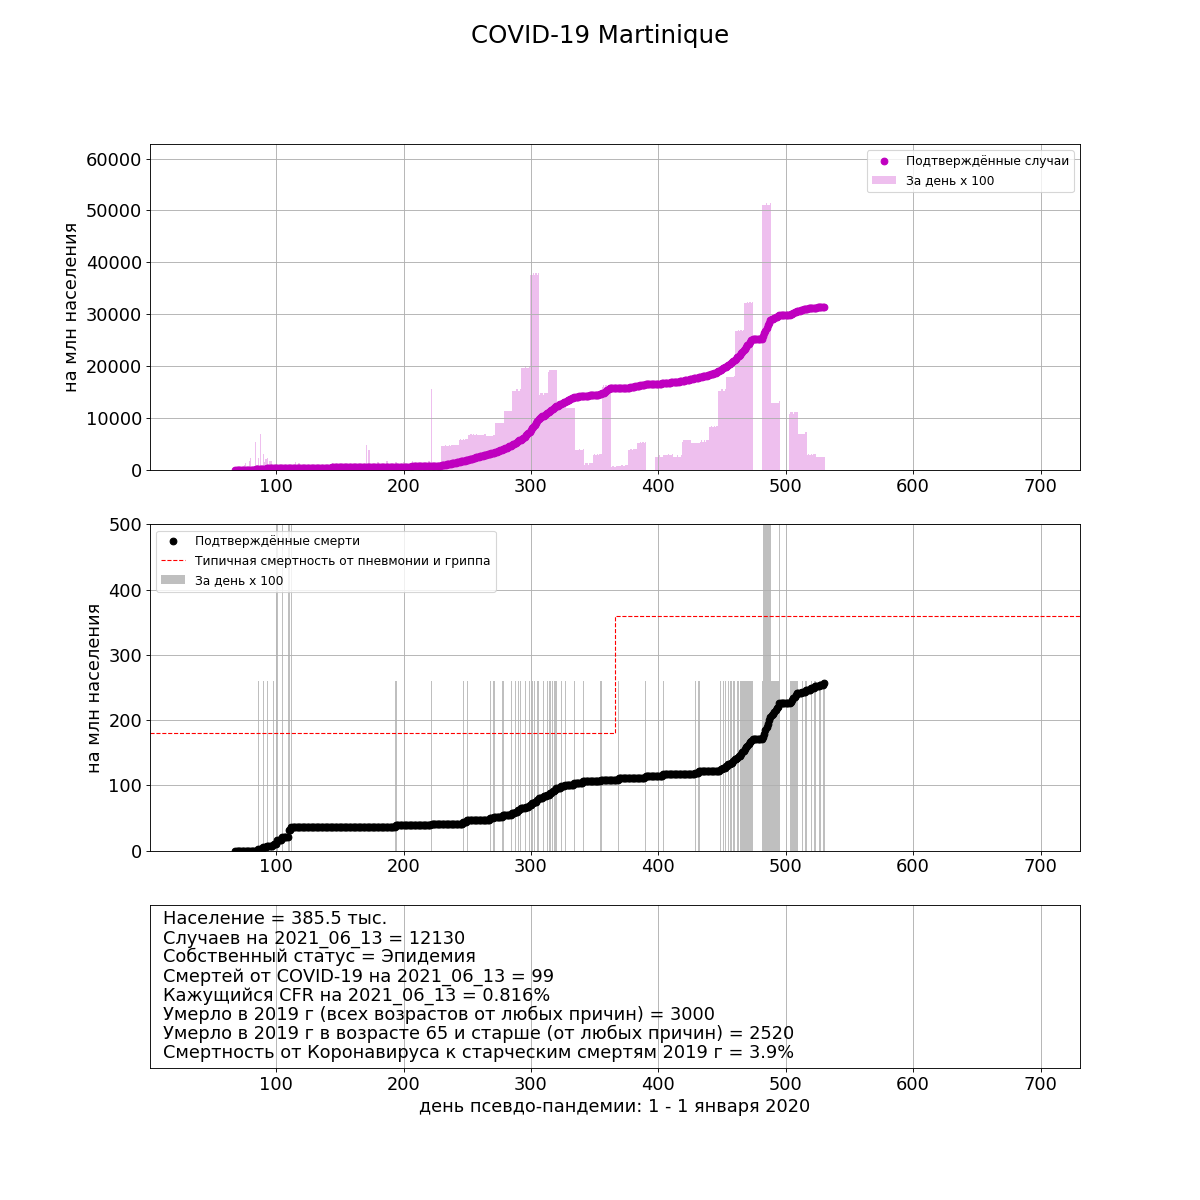 COVID-19 Martinique
60000
50000
40000
30000
20000
10000
0
на млн населения
Подтверждённые случаи
За день x 100
100 200 300 400 500 600 700
500
400
300
200
100
0
на млн населения
Подтверждённые смерти
Типичная смертность от пневмонии и гриппа
За день x 100
100 200 300 400 500 600 700
Население = 385.5 тыс.
Случаев на 2021_06_13 = 12130
Собственный статус = Эпидемия
Смертей от COVID-19 на 2021_06_13 = 99
Кажущийся CFR на 2021_06_13 = 0.816%
Умерло в 2019 г (всех возрастов от любых причин) = 3000
Умерло в 2019 г в возрасте 65 и старше (от любых причин) = 2520
Смертность от Коронавируса к старческим смертям 2019 г = 3.9%
100 200 300 400 500 600 700
день псевдо-пандемии: 1 - 1 января 2020